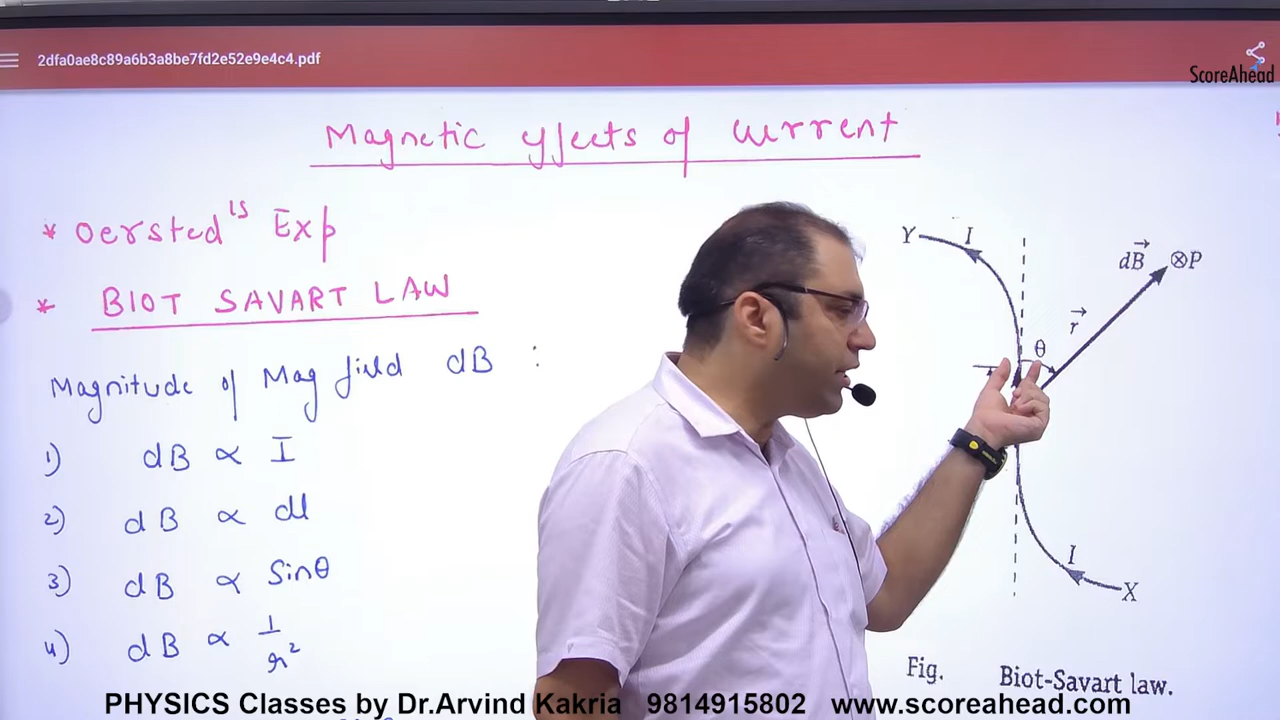 2dfa0ae8c89a6b3a8be7fd2e52e9e4c4.pdf
ScoreAhead
Magnetic effects of current
* Oersted's Exp
* BIOT SAVART LAW
Magnitude of Mag field dB :
1) dB ∝ I
2) dB ∝ dl
3) dB ∝ Sinθ
4) dB ∝ 1/r²
Y I
dB⃗ ⊗P
r⃗
θ
I
X
Fig. Biot-Savart law.
PHYSICS Classes by Dr.Arvind Kakria 9814915802 www.scoreahead.com